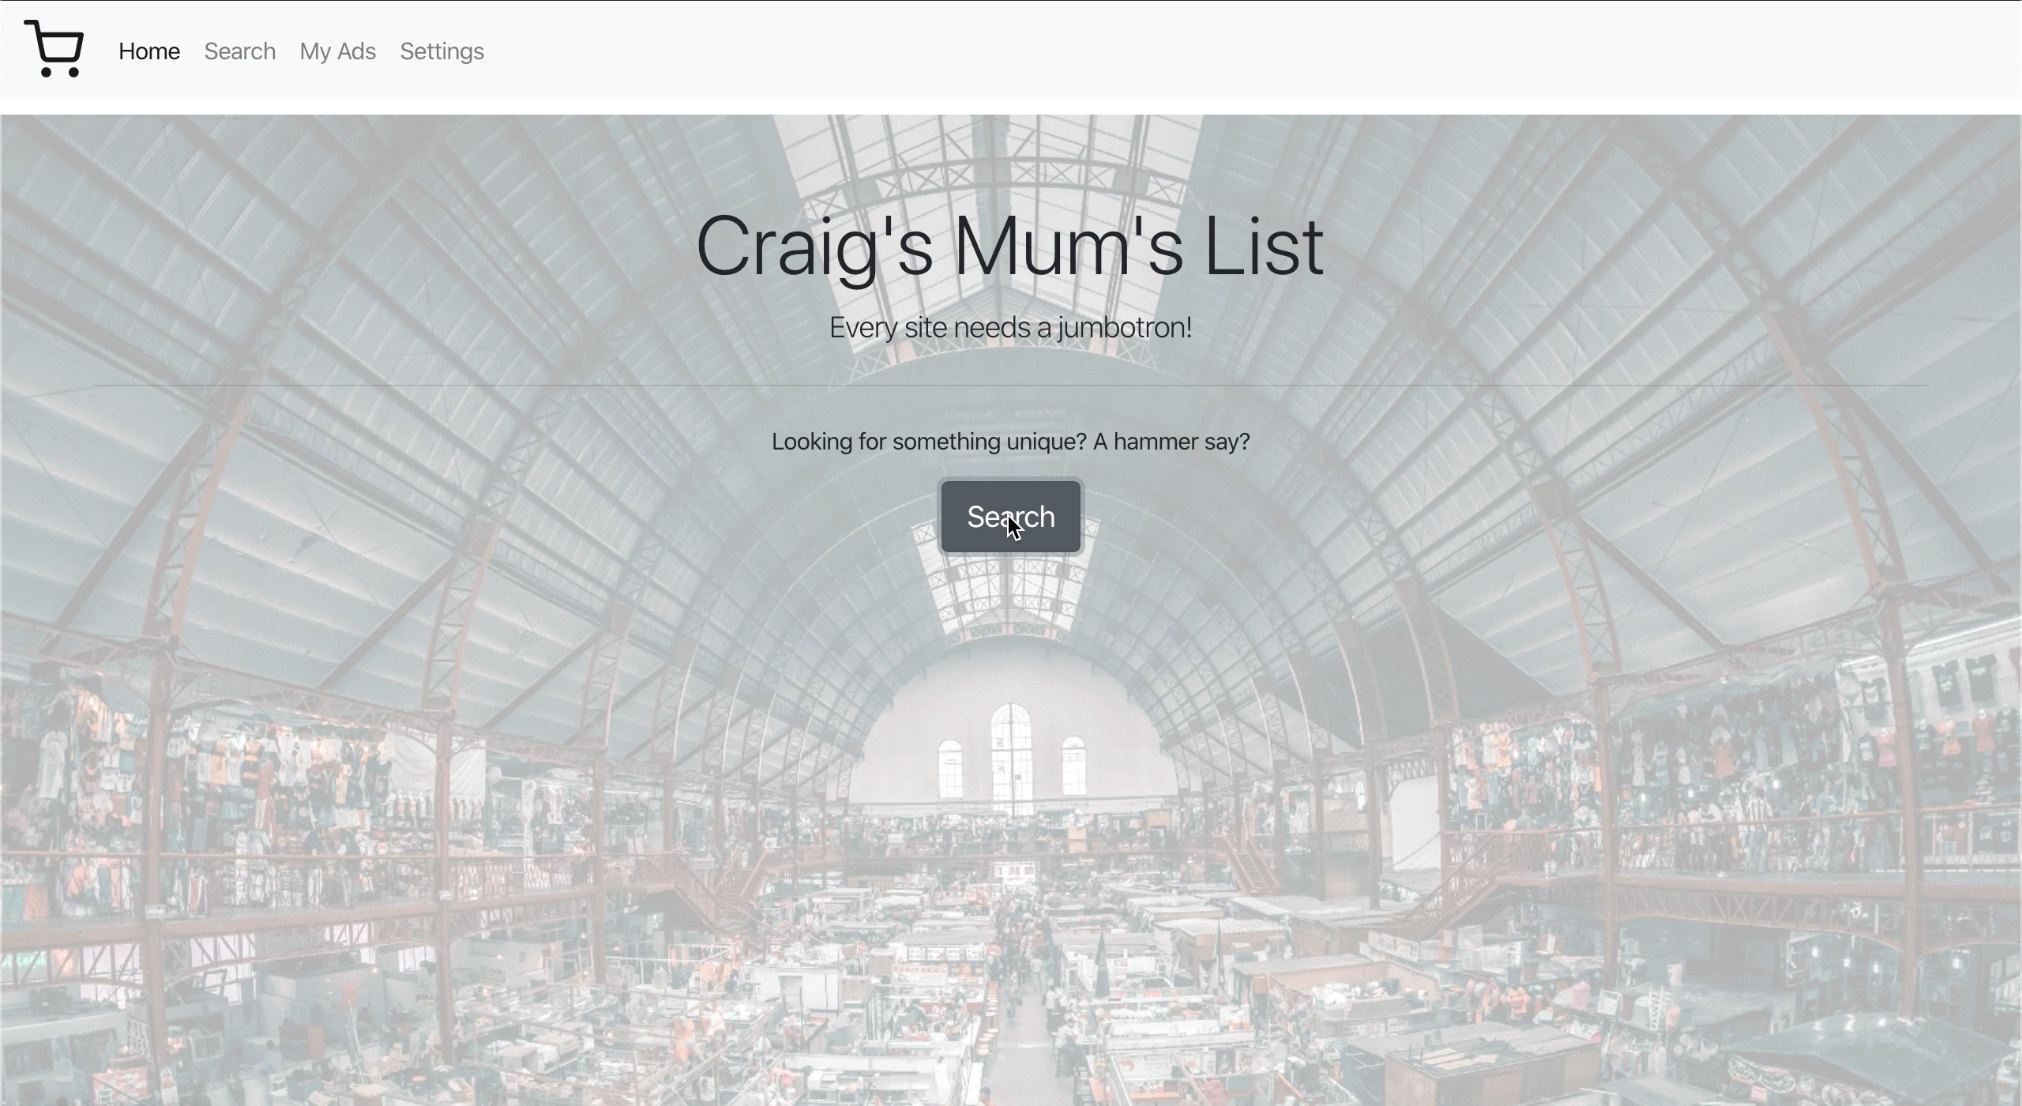 Home Search My Ads Settings
Craig's Mum's List
Every site needs a jumbotron!
Looking for something unique? A hammer say?
Search